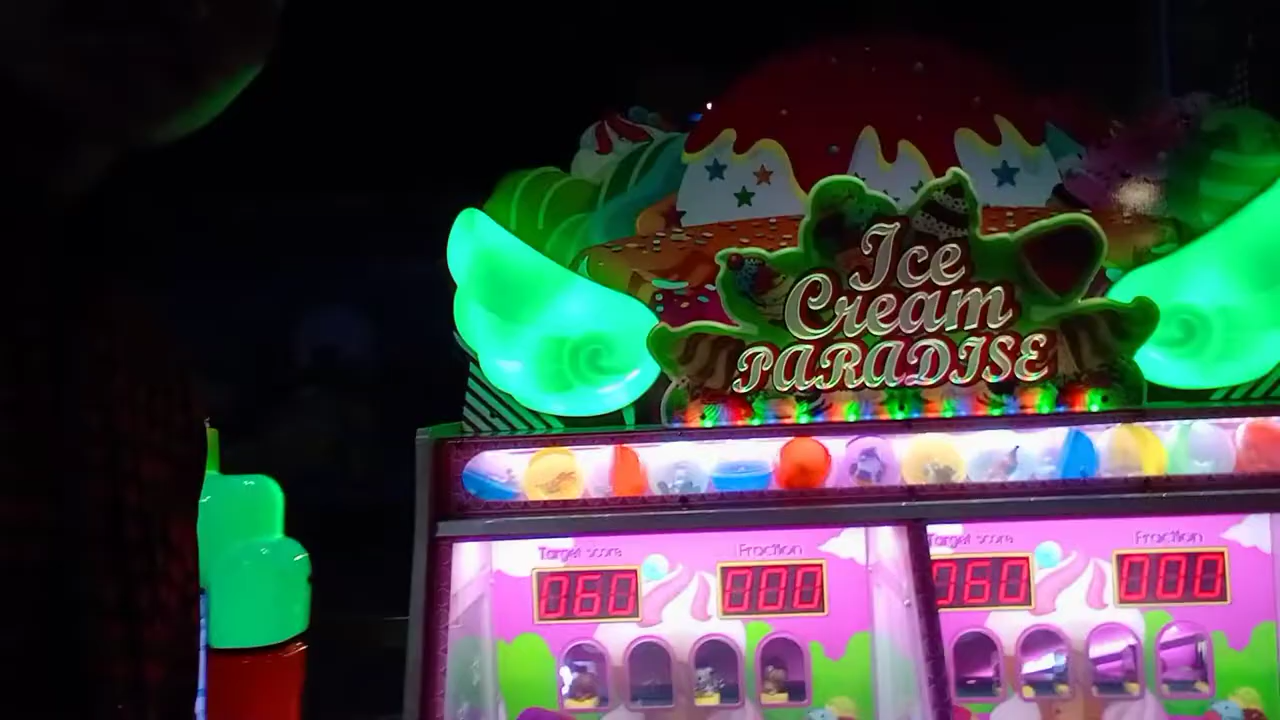 Ice
Cream
PARADISE
Target score
Fraction
Target score
Fraction
060
000
060
000